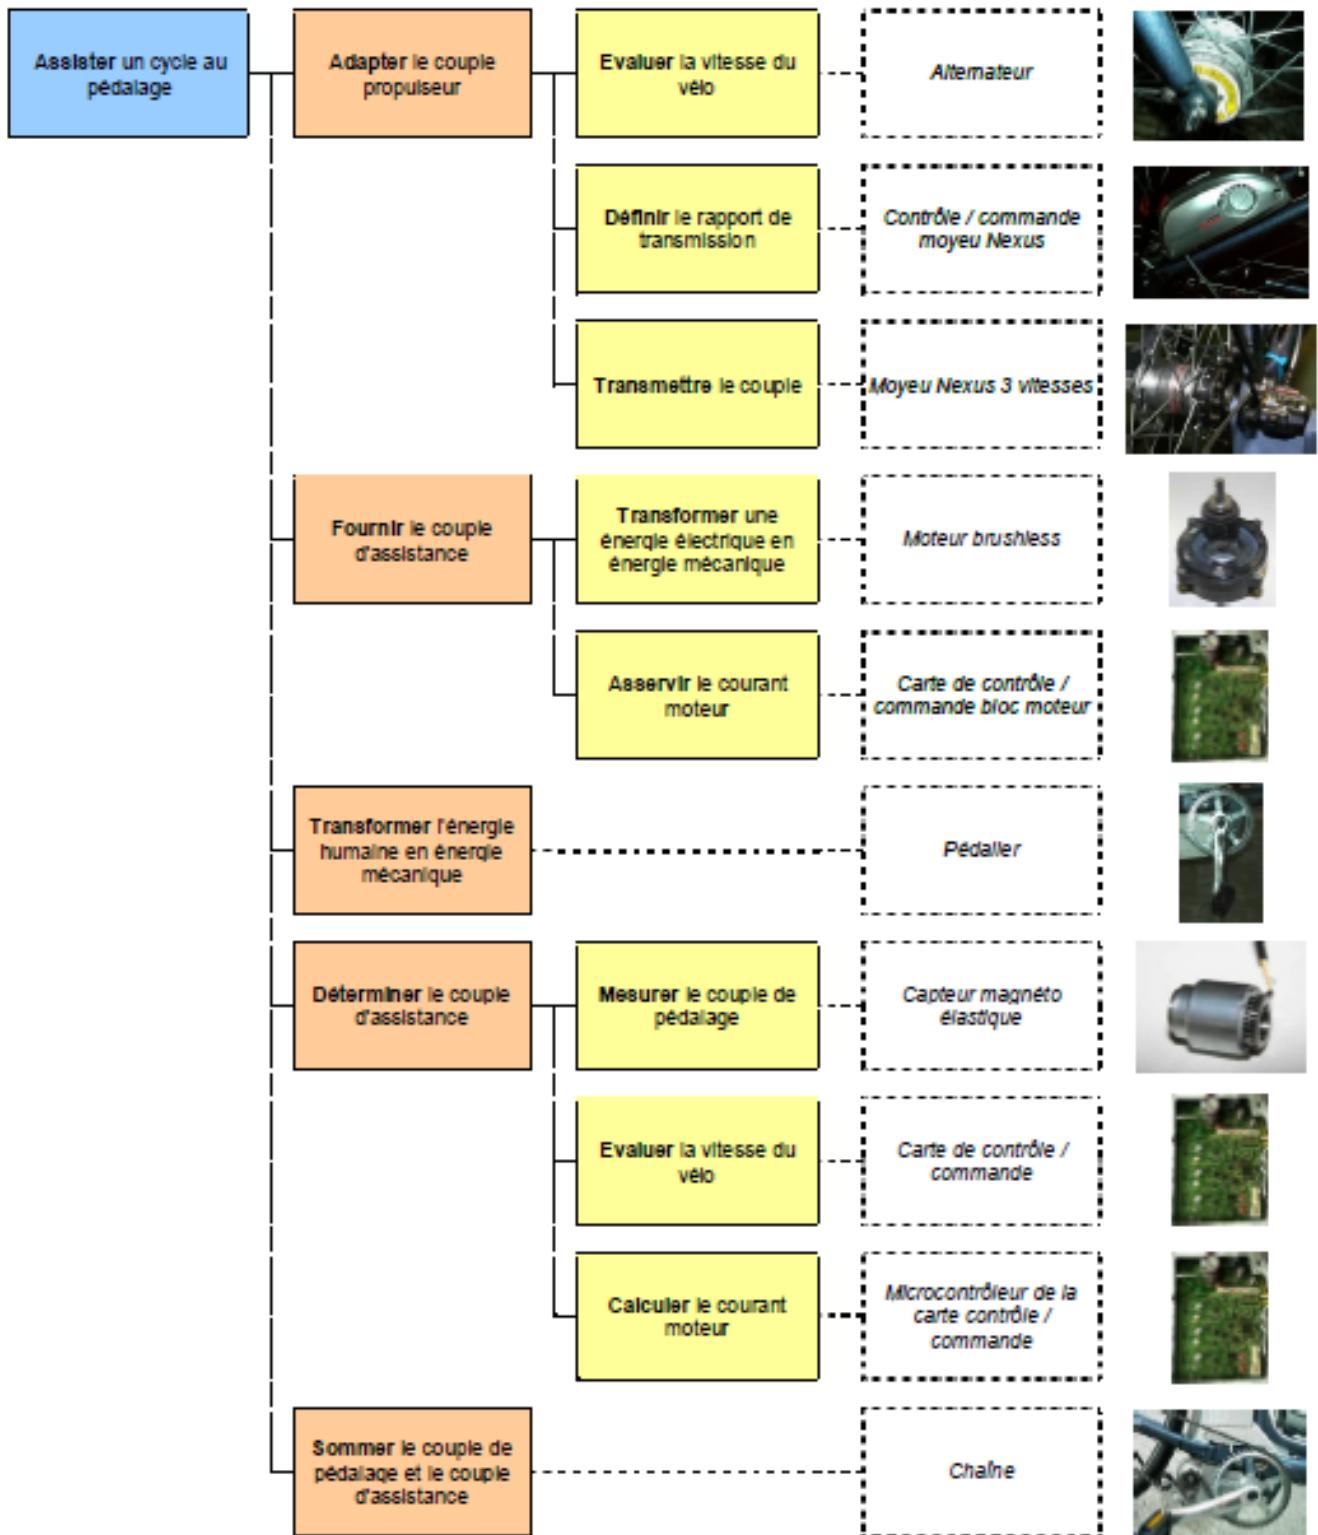 Assister un cycle au
pédalage
Adapter le couple
propulseur
Evaluer la vitesse du
vélo
Alternateur
Définir le rapport de
transmission
Contrôle / commande
moyeu Nexus
Transmettre le couple
Moyeu Nexus 3 vitesses
Fournir le couple
d'assistance
Transformer une
énergie électrique en
énergie mécanique
Moteur brushless
Asservir le courant
moteur
Carte de contrôle /
commande bloc moteur
Transformer l'énergie
humaine en énergie
mécanique
Pédalier
Déterminer le couple
d'assistance
Mesurer le couple de
pédalage
Capteur magnéto
élastique
Evaluer la vitesse du
vélo
Carte de contrôle /
commande
Calculer le courant
moteur
Microcontrôleur de la
carte contrôle /
commande
Sommer le couple de
pédalage et le couple
d'assistance
Chaîne